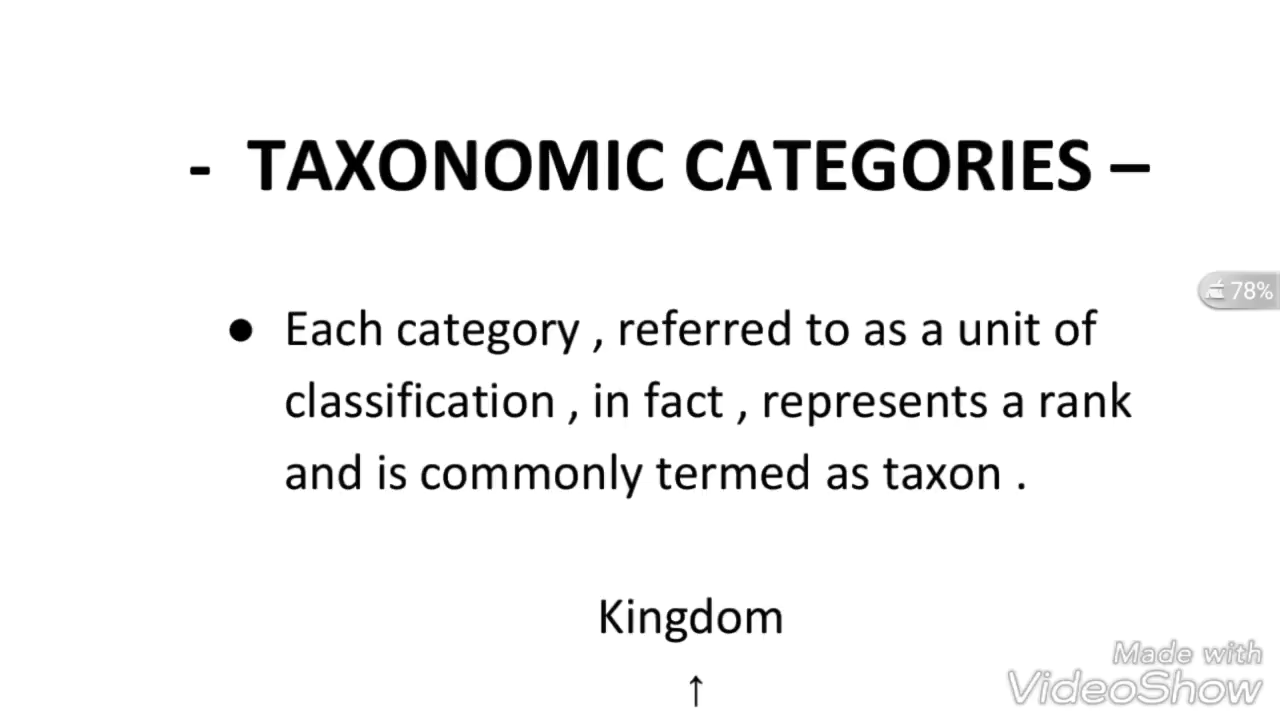 - TAXONOMIC CATEGORIES –
● Each category , referred to as a unit of
78%
classification , in fact , represents a rank
and is commonly termed as taxon .
Kingdom
Made with
VideoShow
↑